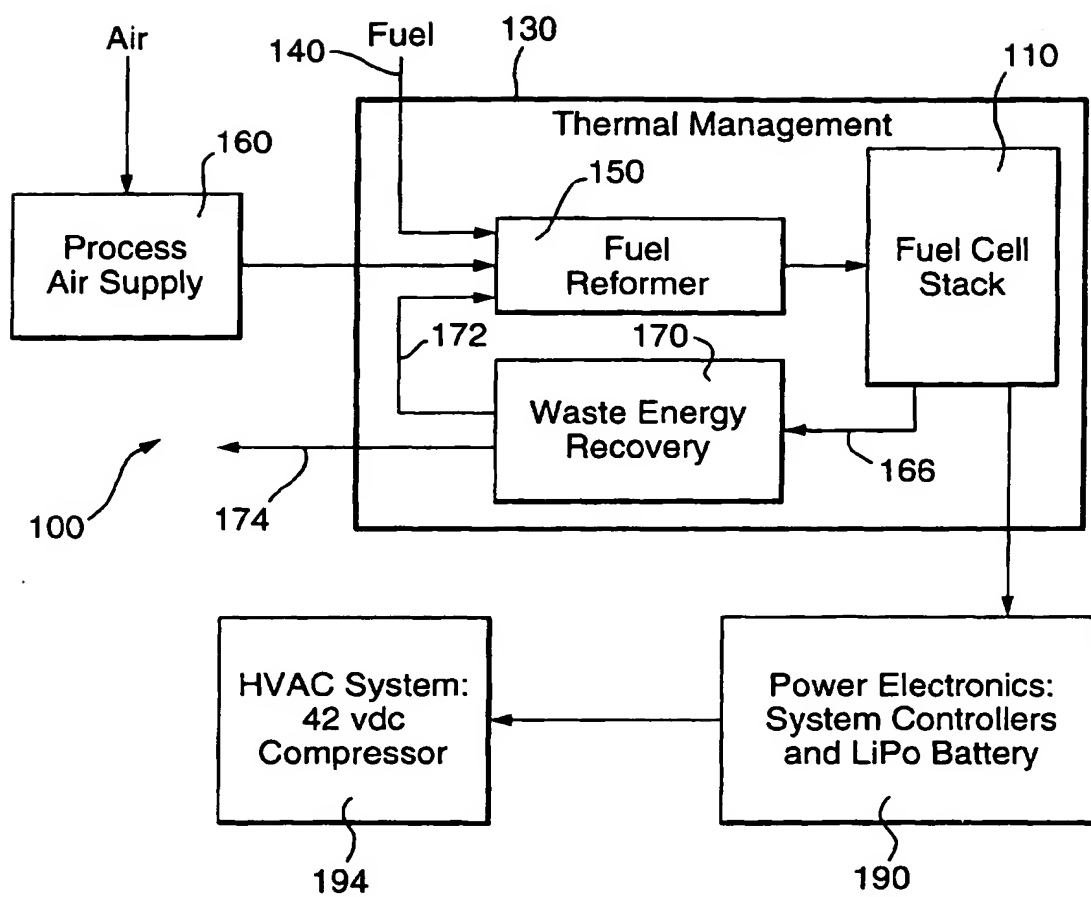 Air
Fuel
140
130
110
Thermal Management
160
150
Process
Air Supply
Fuel
Reformer
Fuel Cell
Stack
172
170
Waste Energy
Recovery
166
100
174
HVAC System:
42 vdc
Compressor
Power Electronics:
System Controllers
and LiPo Battery
194
190